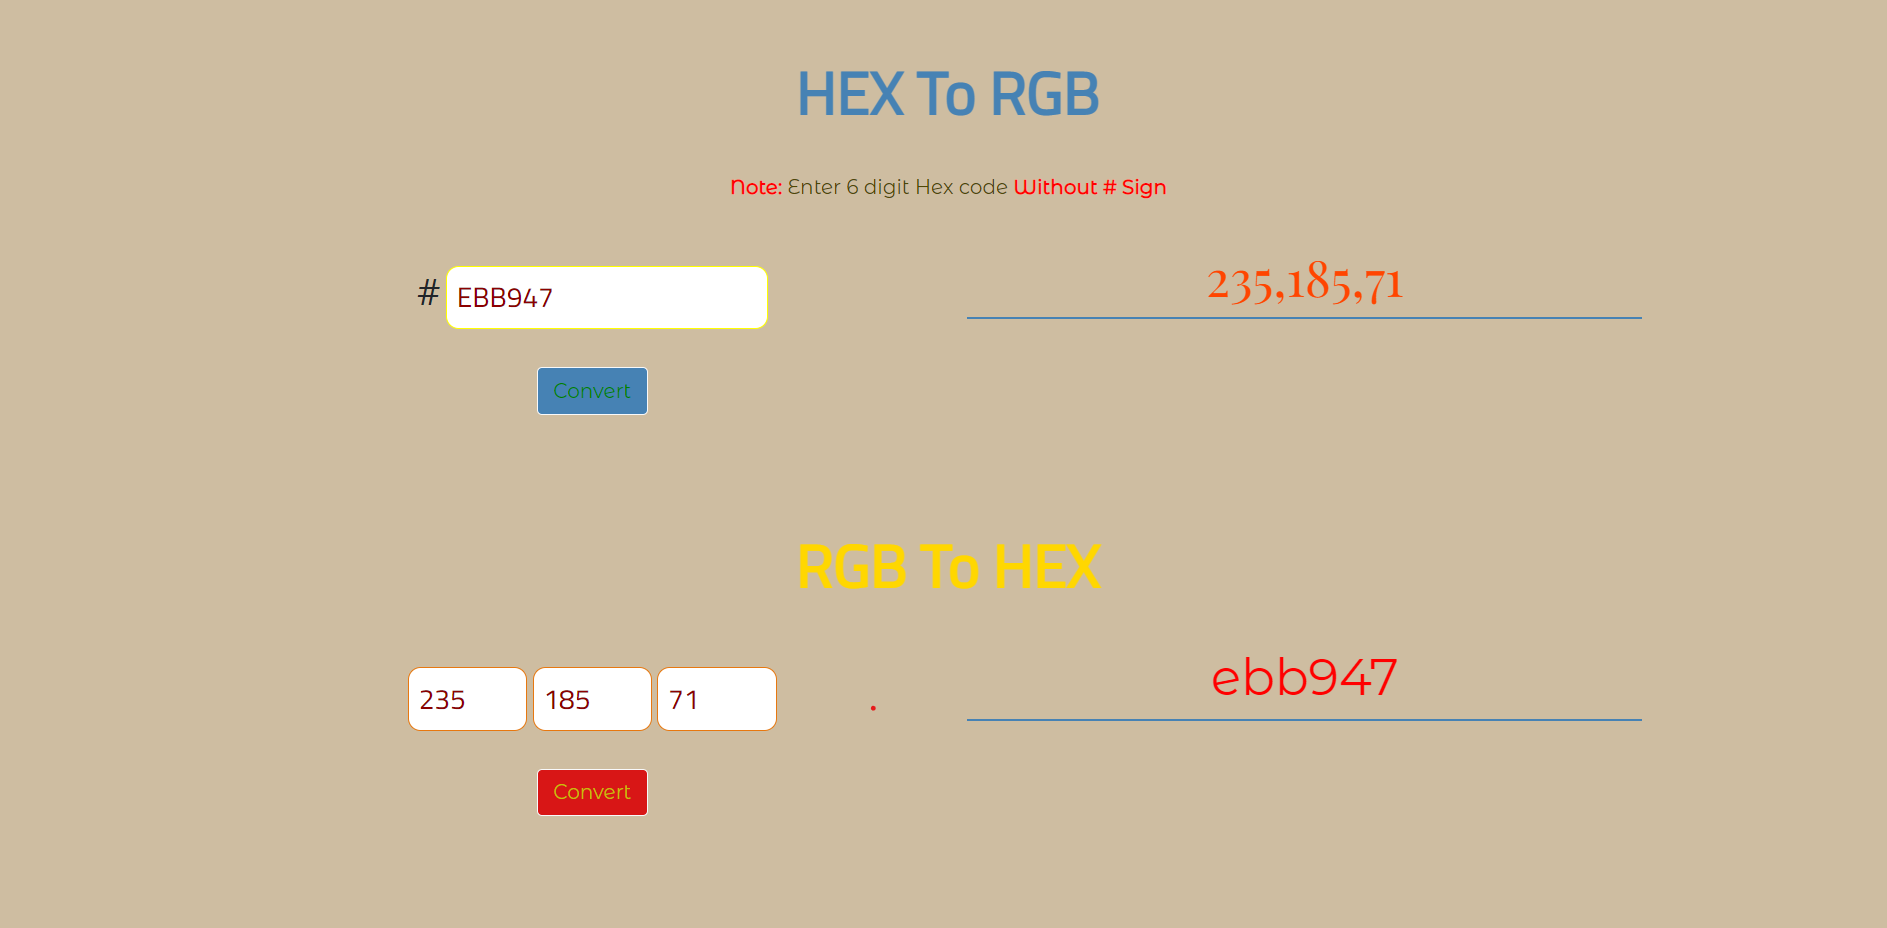 HEX To RGB
Note: Enter 6 digit Hex code Without # Sign
# EBB947
235,185,71
Convert
RGB To HEX
235 185 71
.
ebb947
Convert